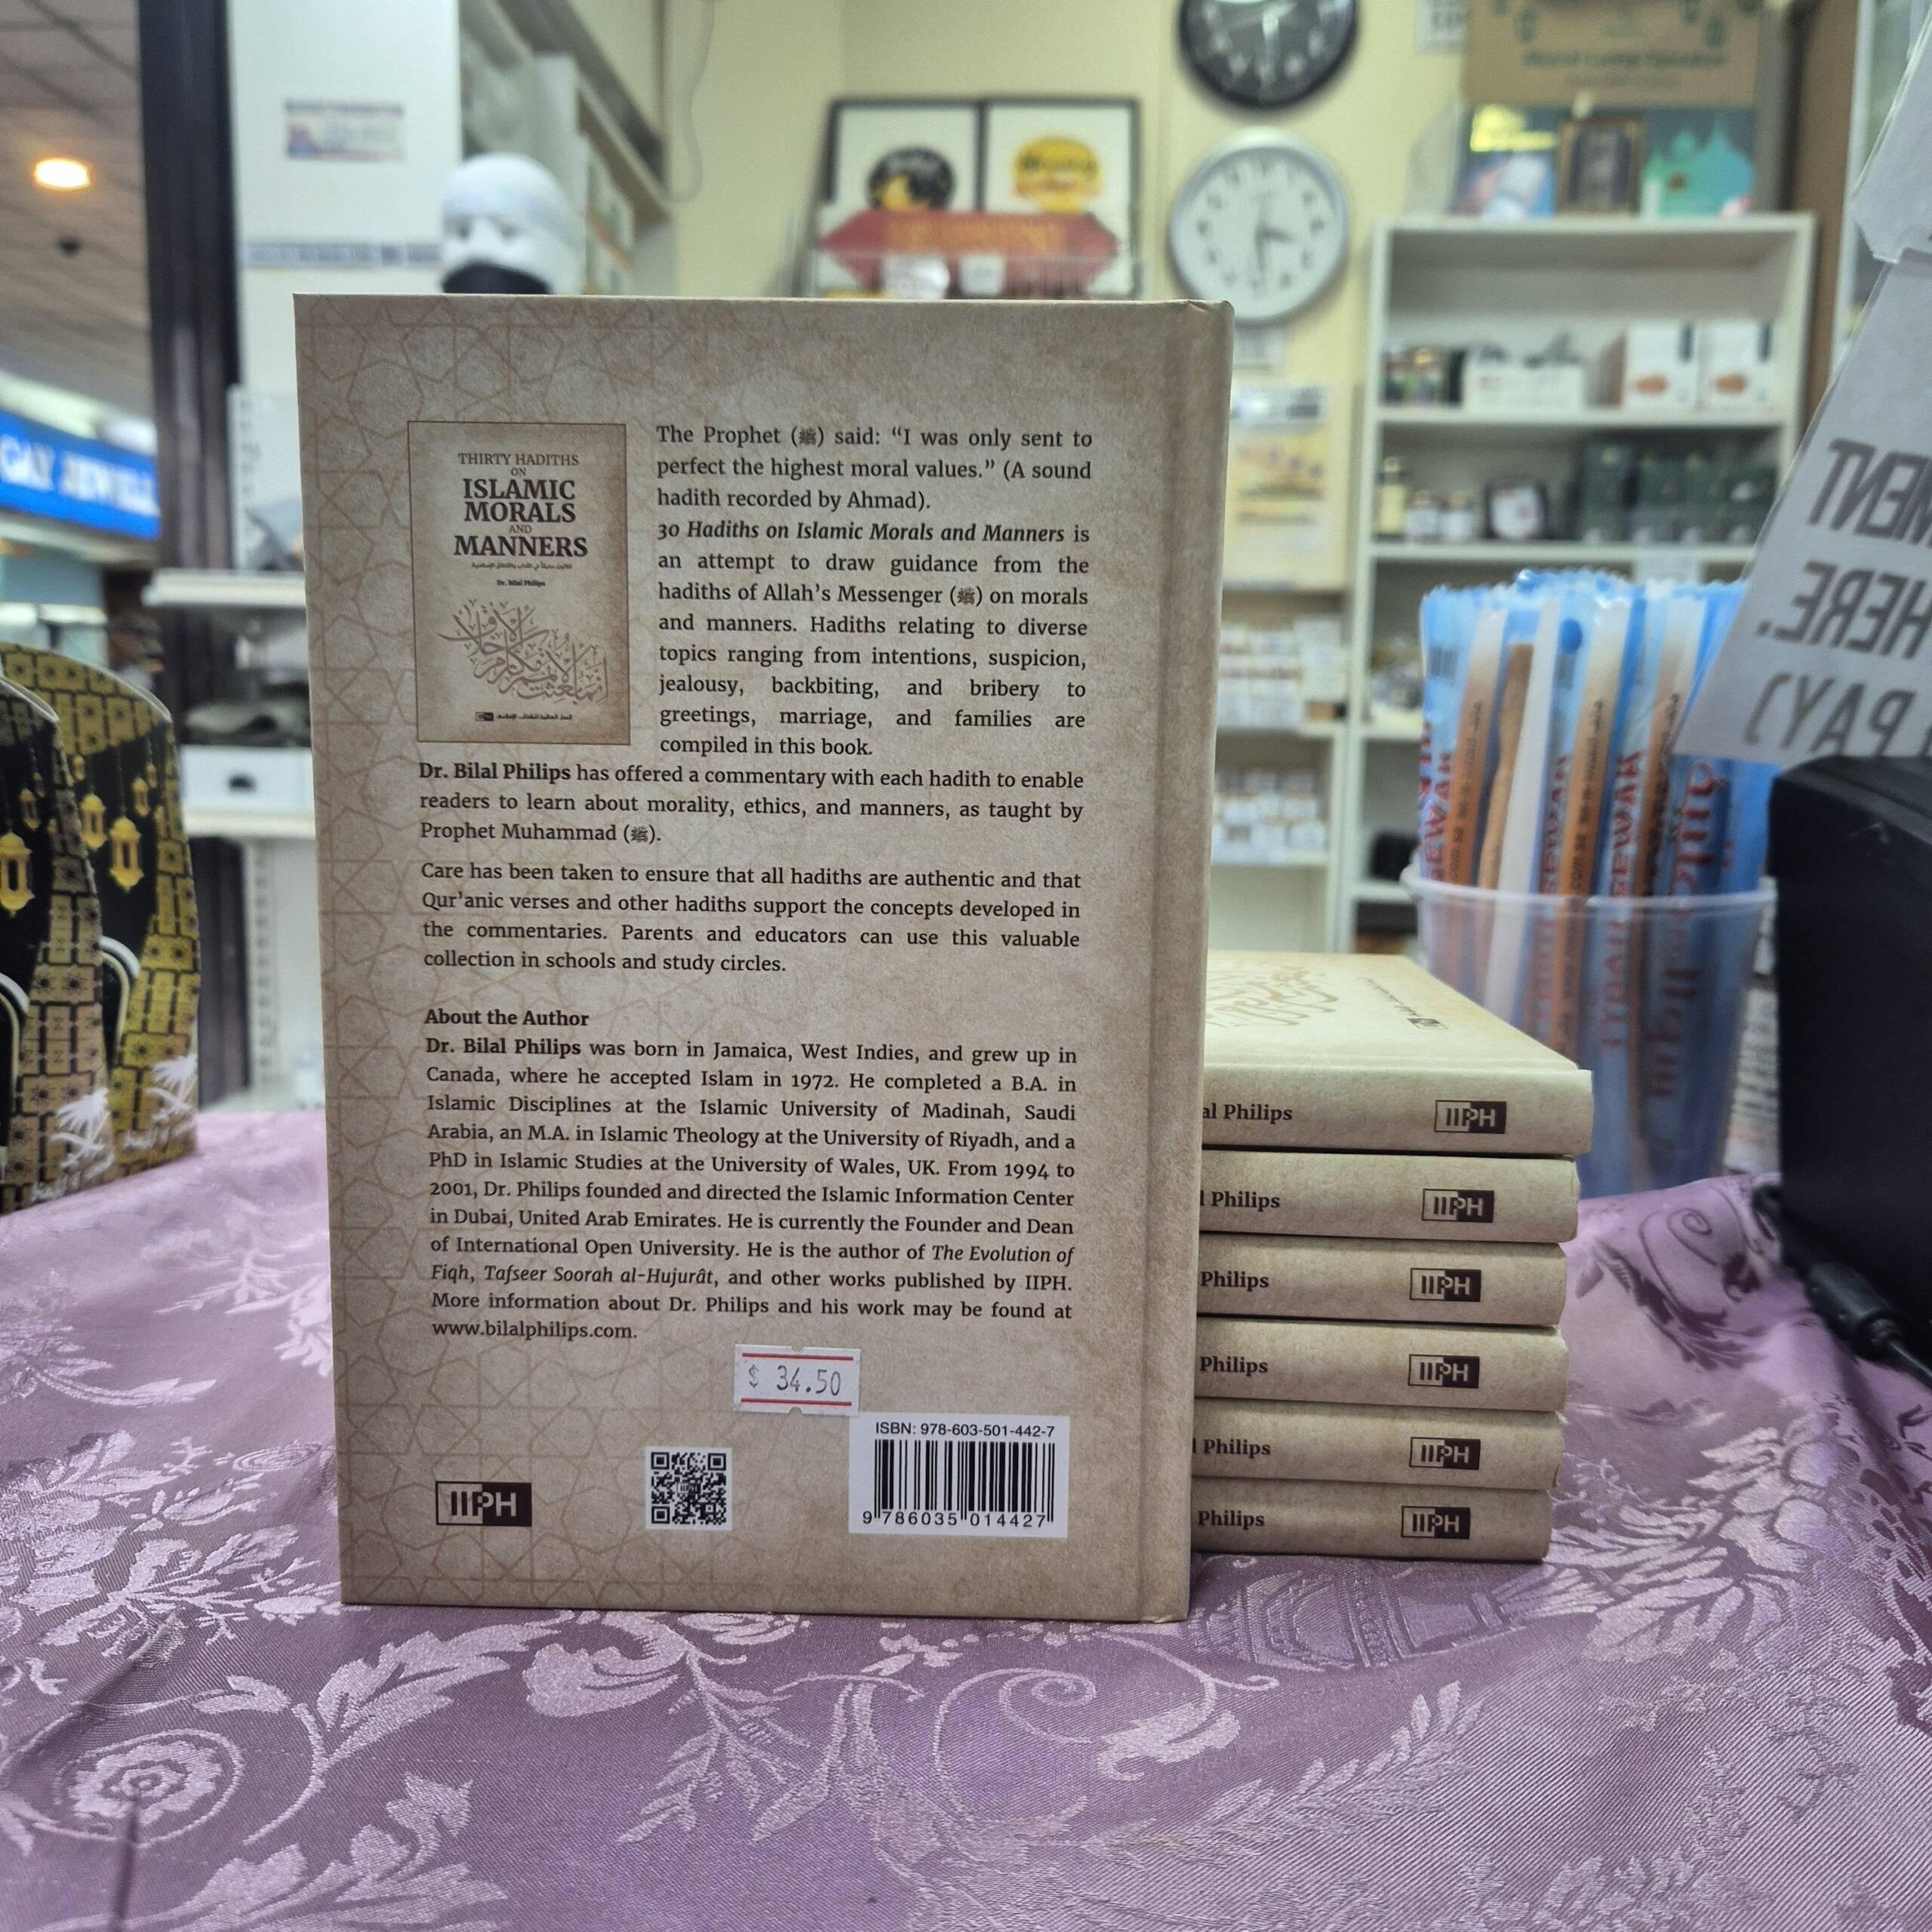 The Prophet (ﷺ) said: “I was only sent to
perfect the highest moral values.” (A sound
hadith recorded by Ahmad).
30 Hadiths on Islamic Morals and Manners is
an attempt to draw guidance from the
hadiths of Allah’s Messenger (ﷺ) on morals
and manners. Hadiths relating to diverse
topics ranging from intentions, suspicion,
jealousy, backbiting, and bribery to
greetings, marriage, and families are
compiled in this book.
THIRTY HADITHS
ON
ISLAMIC
MORALS
AND
MANNERS
Dr. Bilal Philips
Dr. Bilal Philips has offered a commentary with each hadith to enable
readers to learn about morality, ethics, and manners, as taught by
Prophet Muhammad (ﷺ).
Care has been taken to ensure that all hadiths are authentic and that
Qur’anic verses and other hadiths support the concepts developed in
the commentaries. Parents and educators can use this valuable
collection in schools and study circles.
About the Author
Dr. Bilal Philips was born in Jamaica, West Indies, and grew up in
Canada, where he accepted Islam in 1972. He completed a B.A. in
Islamic Disciplines at the Islamic University of Madinah, Saudi
Arabia, an M.A. in Islamic Theology at the University of Riyadh, and a
PhD in Islamic Studies at the University of Wales, UK. From 1994 to
2001, Dr. Philips founded and directed the Islamic Information Center
in Dubai, United Arab Emirates. He is currently the Founder and Dean
of International Open University. He is the author of The Evolution of
Fiqh, Tafseer Soorah al-Hujurât, and other works published by IIPH.
More information about Dr. Philips and his work may be found at
www.bilalphilips.com.
$ 34.50
ISBN: 978-603-501-442-7
9 786035 014427
IIPH
al Philips IIPH
l Philips IIPH
Philips IIPH
Philips IIPH
l Philips IIPH
Philips IIPH
GAY JEWELL
MENT
HERE.
PAY)
SEWAK